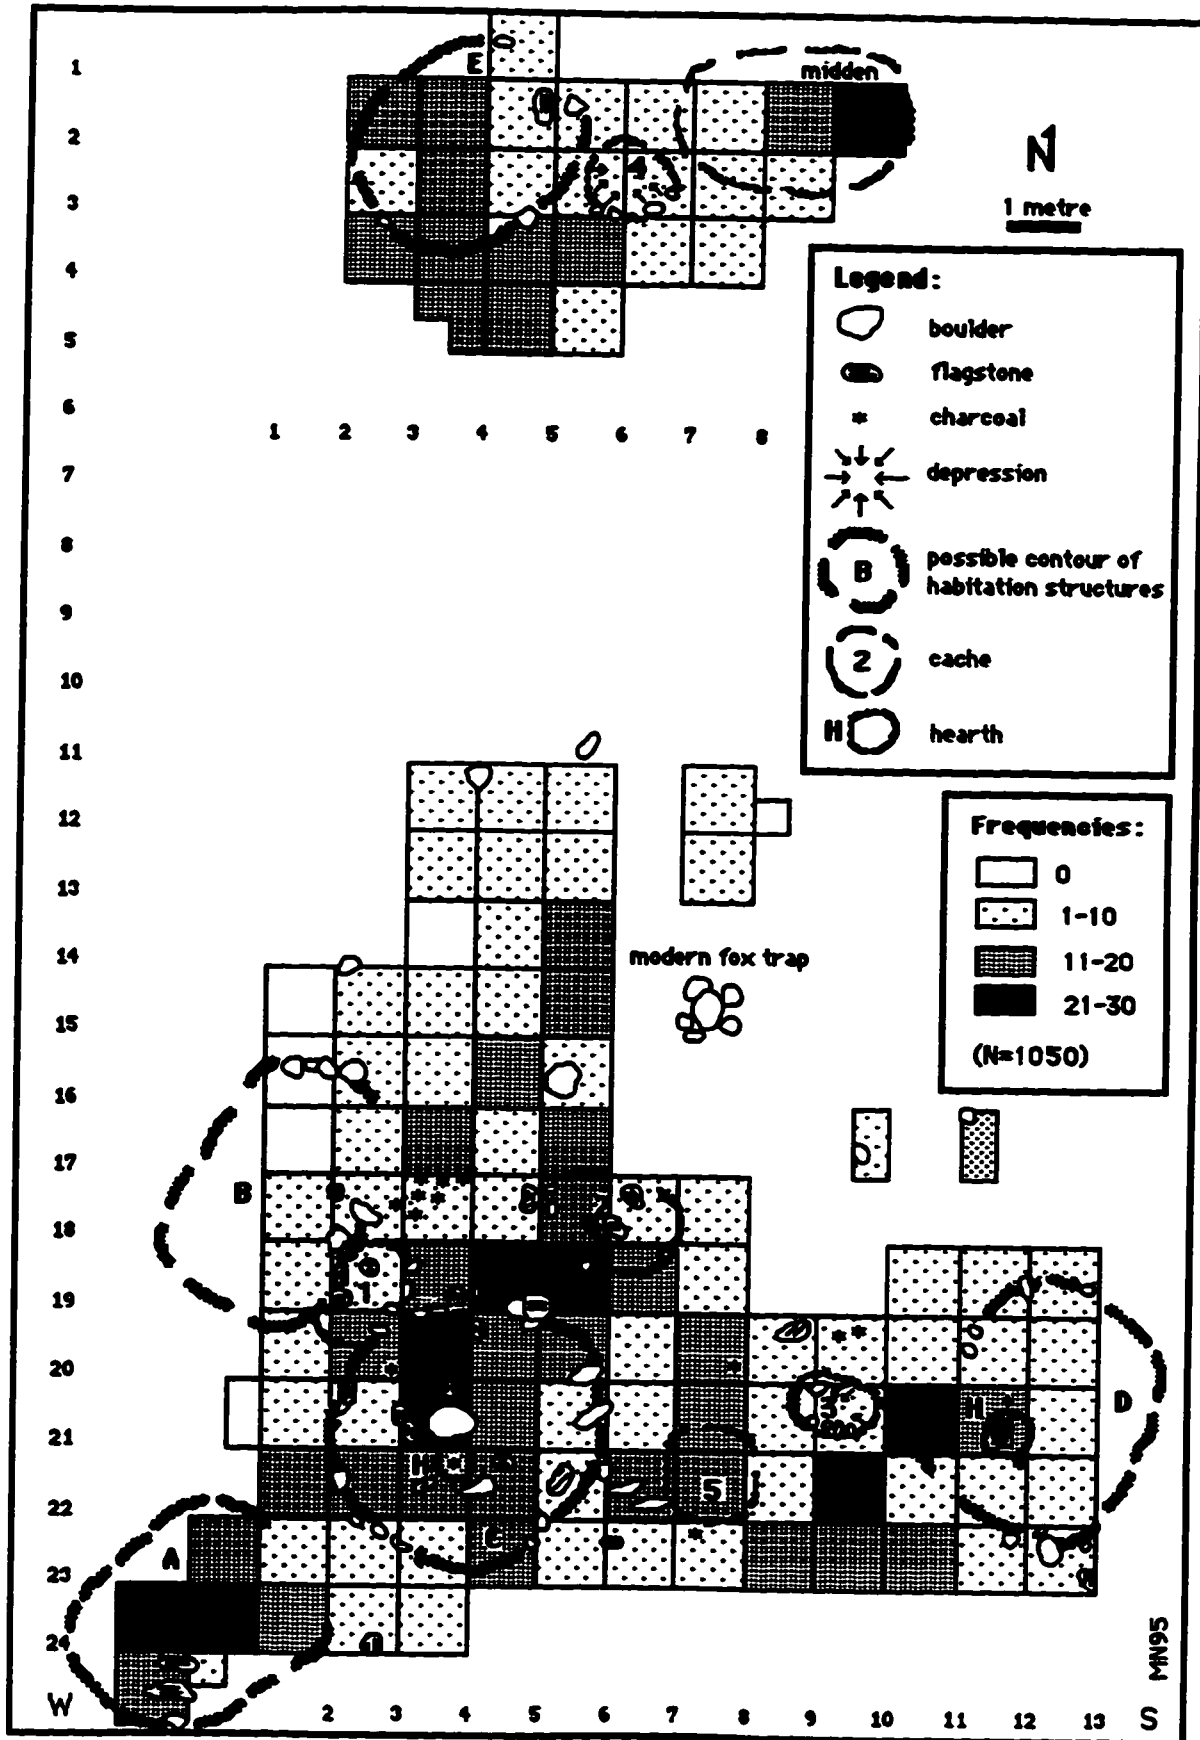 1
E
midden
2
N
4
3
1 metre
4
Legend:
boulder
5
flagstone
6
charcoal
1 2 3 4 5 6 7 8
7
depression
8
B
possible contour of
habitation structures
9
2
cache
10
H
hearth
11
12
Frequencies:
0
13
1-10
14
modern fox trap
11-20
15
21-30
(N=1050)
16
17
B
18
1
19
20
3
H
D
21
H
5
22
A
23
24
MN95
W
2 3 4 5 6 7 8 9 10 11 12 13 S